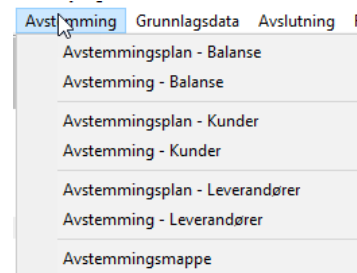 Avstemming Grunnlagsdata Avslutning
Avstemmingsplan - Balanse
Avstemming - Balanse
Avstemmingsplan - Kunder
Avstemming - Kunder
Avstemmingsplan - Leverandører
Avstemming - Leverandører
Avstemmingsmappe